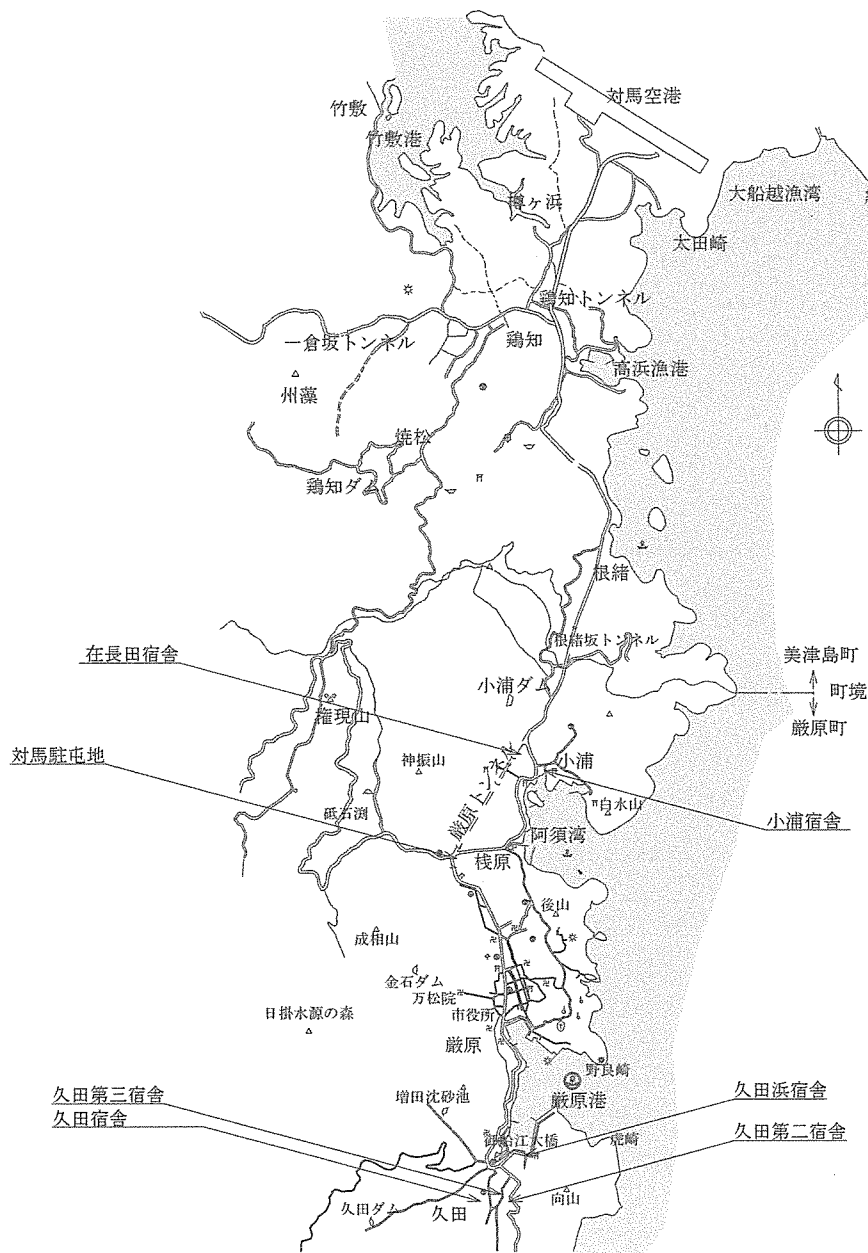 対馬空港
竹敷
竹敷港
大船越漁湾
樽ヶ浜
太田崎
鶏知トンネル
一倉坂トンネル
鶏知
高浜漁港
州藻
焼松
鶏知ダム
根緒
根緒坂トンネル
在長田宿舎
美津島町
小浦ダム
町境
権現山
厳原町
対馬駐屯地
神振山
小浦
白水山
小浦宿舎
砥石渕
阿須湾
桟原
後山
成相山
金石ダム
万松院
日掛水源の森
市役所
厳原
野良崎
久田第三宿舎
増田沈砂池
厳原港
久田浜宿舎
久田宿舎
御船江大橋
虎崎
久田第二宿舎
向山
久田ダム
久田